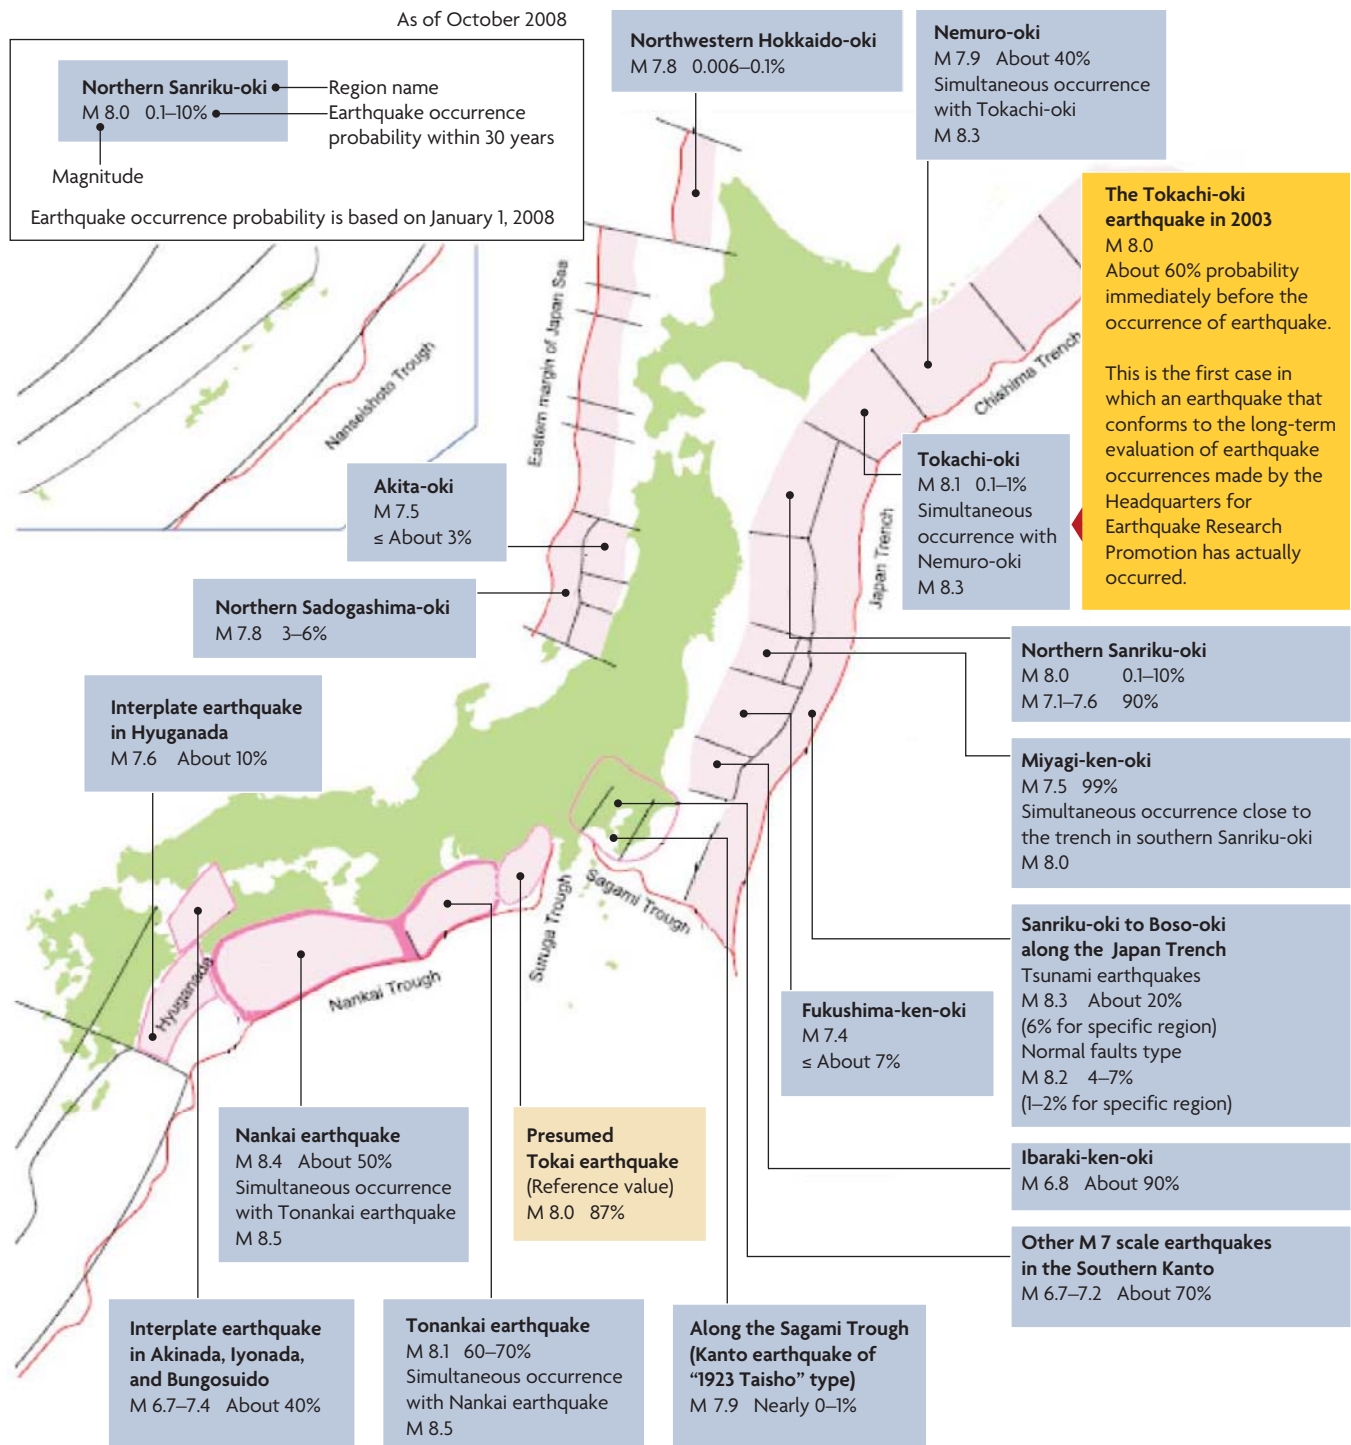 As of October 2008
Northern Sanriku-oki
M 8.0 0.1–10%
Region name
Earthquake occurrence
probability within 30 years
Magnitude
Earthquake occurrence probability is based on January 1, 2008
Northwestern Hokkaido-oki
M 7.8 0.006–0.1%
Nemuro-oki
M 7.9 About 40%
Simultaneous occurrence
with Tokachi-oki
M 8.3
The Tokachi-oki
earthquake in 2003
M 8.0
About 60% probability
immediately before the
occurrence of earthquake.
This is the first case in
which an earthquake that
conforms to the long-term
evaluation of earthquake
occurrences made by the
Headquarters for
Earthquake Research
Promotion has actually
occurred.
Eastern margin of Japan Saa
Nanseishoto Trough
Chishima Trench
Japan Trench
Tokachi-oki
M 8.1 0.1–1%
Simultaneous
occurrence with
Nemuro-oki
M 8.3
Akita-oki
M 7.5
≤ About 3%
Northern Sadogashima-oki
M 7.8 3–6%
Northern Sanriku-oki
M 8.0 0.1–10%
M 7.1–7.6 90%
Interplate earthquake
in Hyuganada
M 7.6 About 10%
Miyagi-ken-oki
M 7.5 99%
Simultaneous occurrence close to
the trench in southern Sanriku-oki
M 8.0
Sagami Trough
Suruga Trough
Nankai Trough
Hyuganada
Sanriku-oki to Boso-oki
along the Japan Trench
Tsunami earthquakes
M 8.3 About 20%
(6% for specific region)
Normal faults type
M 8.2 4–7%
(1–2% for specific region)
Fukushima-ken-oki
M 7.4
≤ About 7%
Nankai earthquake
M 8.4 About 50%
Simultaneous occurrence
with Tonankai earthquake
M 8.5
Presumed
Tokai earthquake
(Reference value)
M 8.0 87%
Ibaraki-ken-oki
M 6.8 About 90%
Other M 7 scale earthquakes
in the Southern Kanto
M 6.7–7.2 About 70%
Interplate earthquake
in Akinada, Iyonada,
and Bungosuido
M 6.7–7.4 About 40%
Tonankai earthquake
M 8.1 60–70%
Simultaneous occurrence
with Nankai earthquake
M 8.5
Along the Sagami Trough
(Kanto earthquake of
“1923 Taisho” type)
M 7.9 Nearly 0–1%